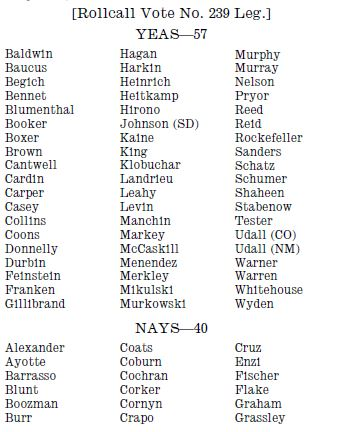 [Rollcall Vote No. 239 Leg.]
YEAS—57
Baldwin Hagan Murphy
Baucus Harkin Murray
Begich Heinrich Nelson
Bennet Heitkamp Pryor
Blumenthal Hirono Reed
Booker Johnson (SD) Reid
Boxer Kaine Rockefeller
Brown King Sanders
Cantwell Klobuchar Schatz
Cardin Landrieu Schumer
Carper Leahy Shaheen
Casey Levin Stabenow
Collins Manchin Tester
Coons Markey Udall (CO)
Donnelly McCaskill Udall (NM)
Durbin Menendez Warner
Feinstein Merkley Warren
Franken Mikulski Whitehouse
Gillibrand Murkowski Wyden
NAYS—40
Alexander Coats Cruz
Ayotte Coburn Enzi
Barrasso Cochran Fischer
Blunt Corker Flake
Boozman Cornyn Graham
Burr Crapo Grassley